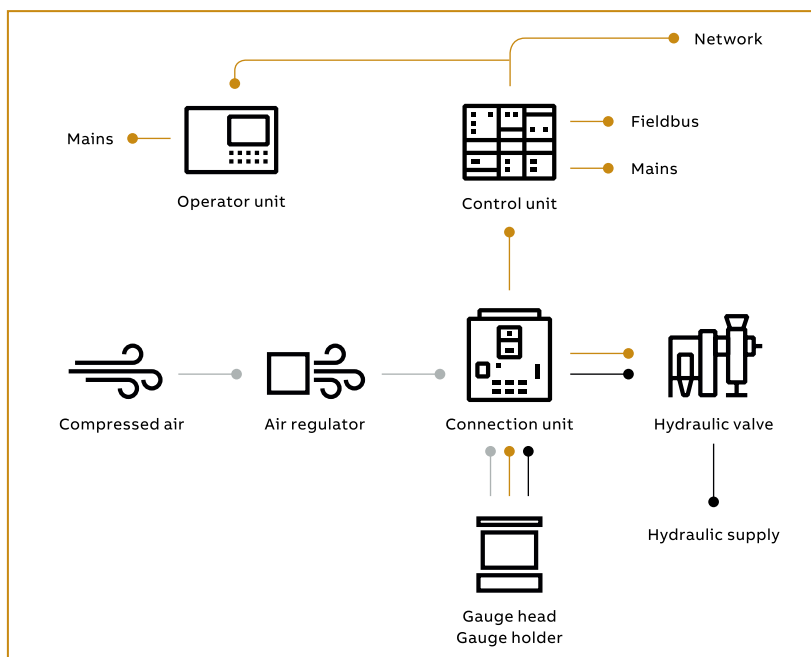 Network
Mains
Fieldbus
Mains
Operator unit
Control unit
Compressed air
Air regulator
Connection unit
Hydraulic valve
Hydraulic supply
Gauge head
Gauge holder